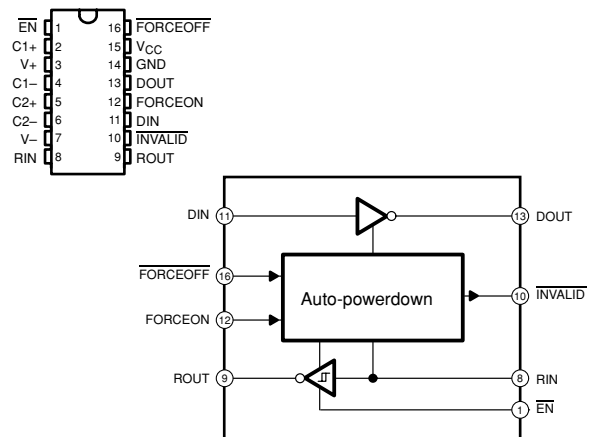 EN 1 16 FORCEOFF
C1+ 2 15 VCC
V+ 3 14 GND
C1− 4 13 DOUT
C2+ 5 12 FORCEON
C2− 6 11 DIN
V− 7 10 INVALID
RIN 8 9 ROUT
DIN 11 13 DOUT
FORCEOFF 16
Auto-powerdown 10 INVALID
FORCEON 12
ROUT 9 8 RIN
1 EN